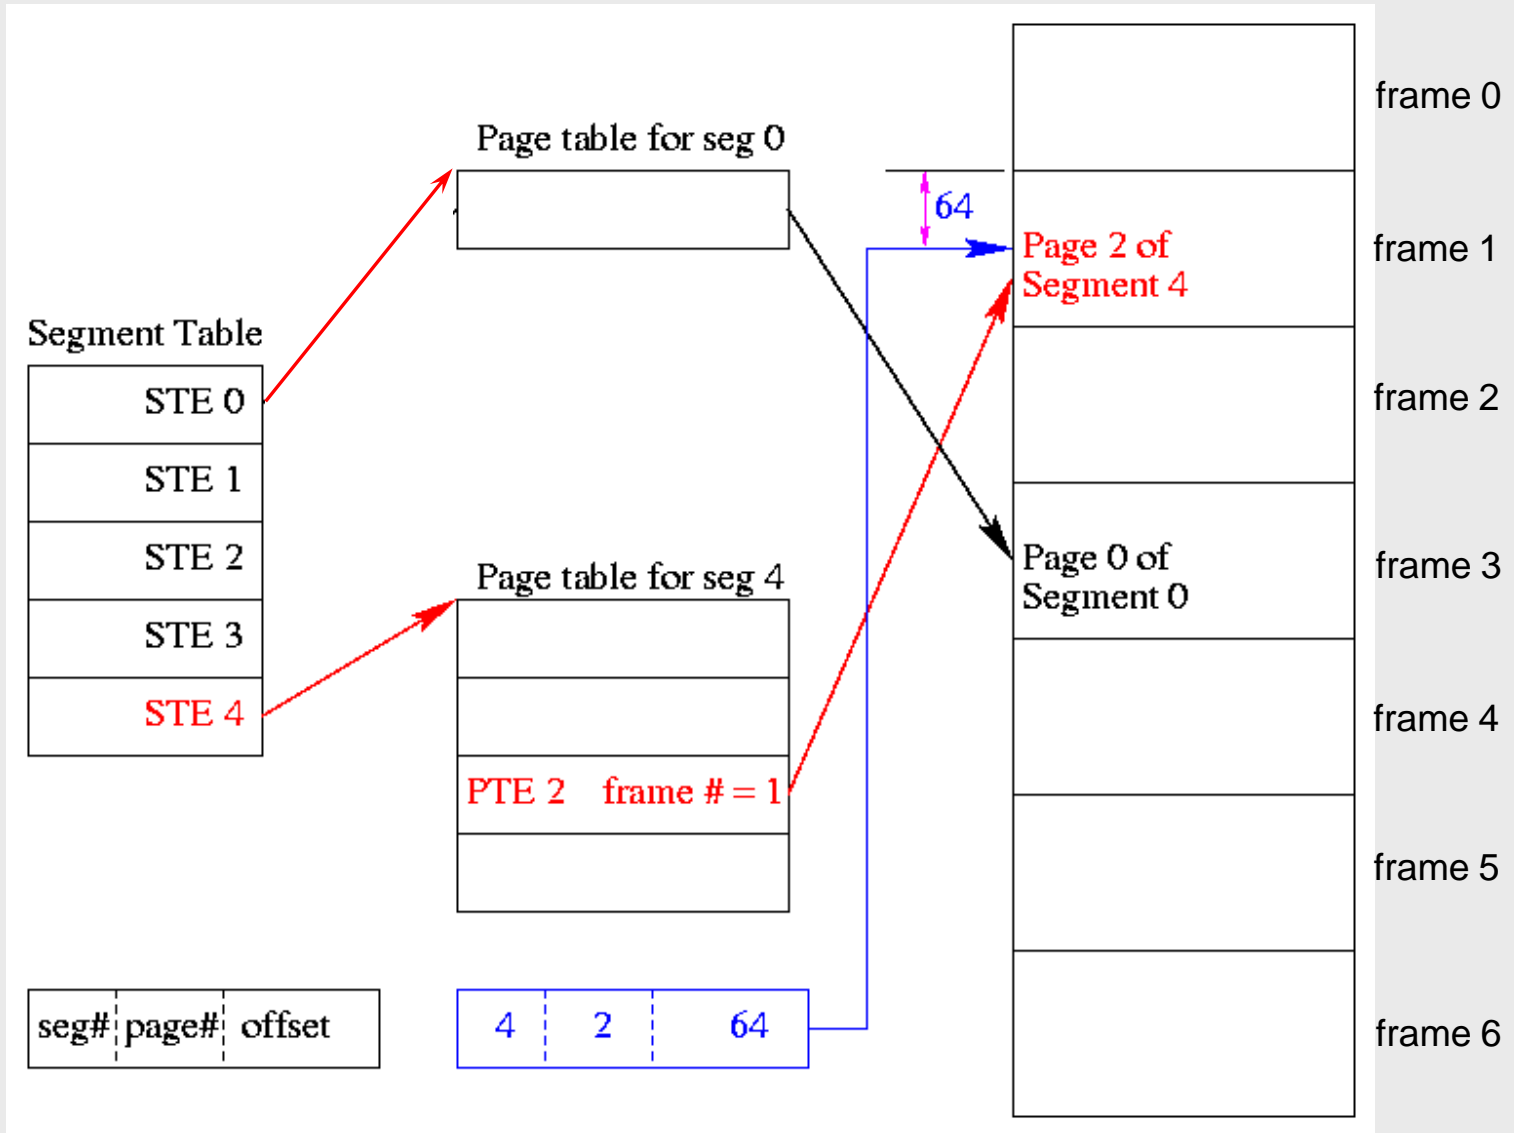 frame 0
Page table for seg 0
64
Page 2 of
Segment 4
frame 1
Segment Table
STE 0
frame 2
STE 1
STE 2
Page 0 of
Segment 0
frame 3
Page table for seg 4
STE 3
STE 4
frame 4
PTE 2 frame # = 1
frame 5
seg# page# offset
4 2 64
frame 6